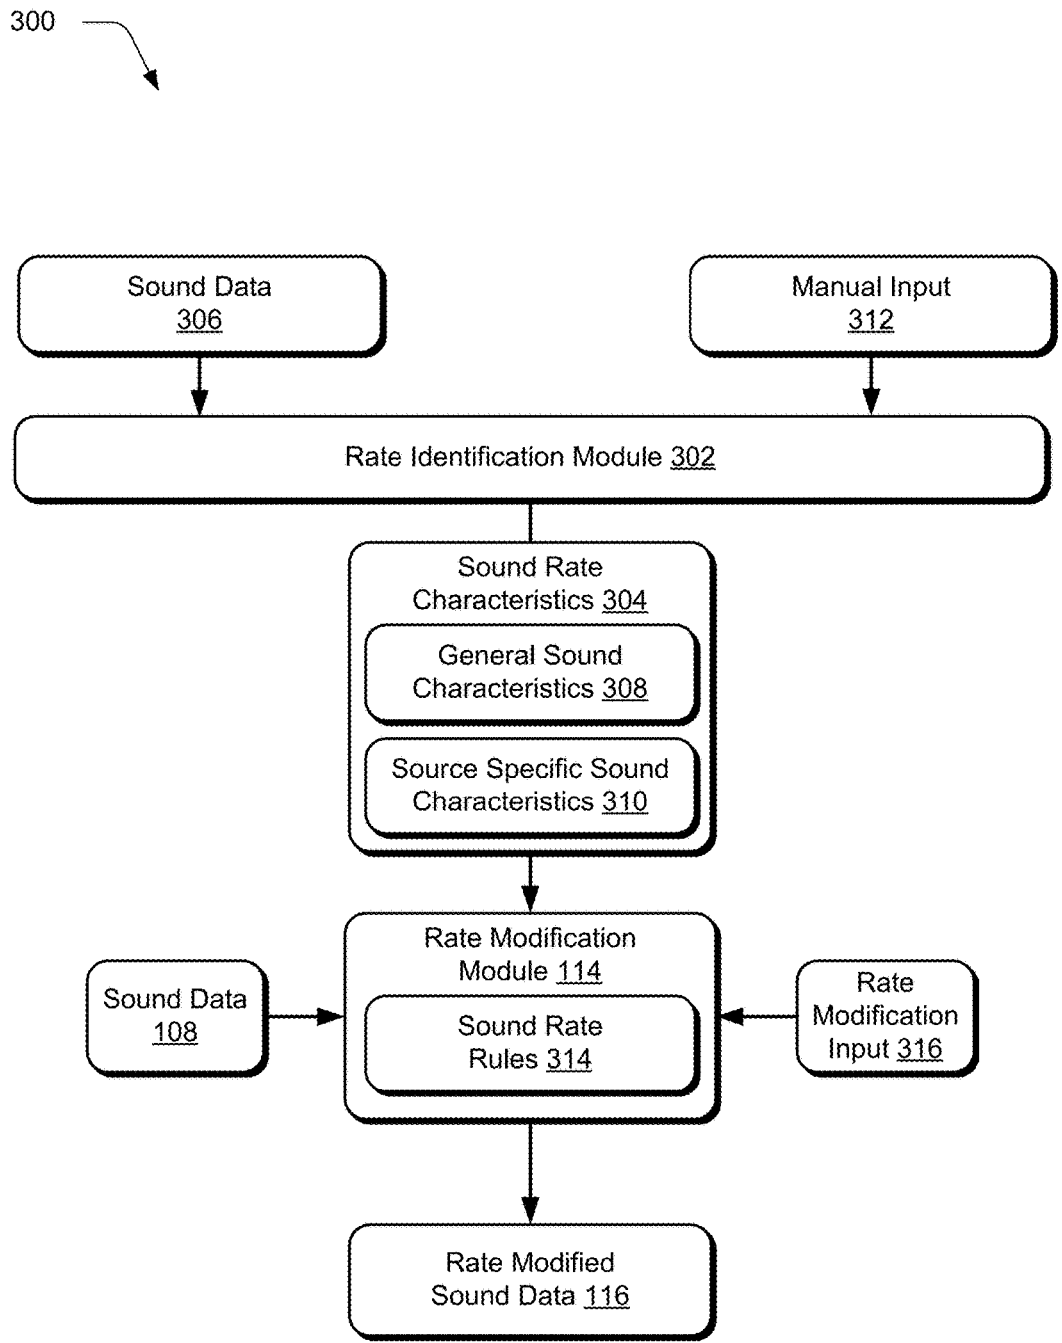 300
Sound Data
306
Manual Input
312
Rate Identification Module 302
Sound Rate
Characteristics 304
General Sound
Characteristics 308
Source Specific Sound
Characteristics 310
Rate Modification
Module 114
Sound Data
108
Sound Rate
Rules 314
Rate
Modification
Input 316
Rate Modified
Sound Data 116